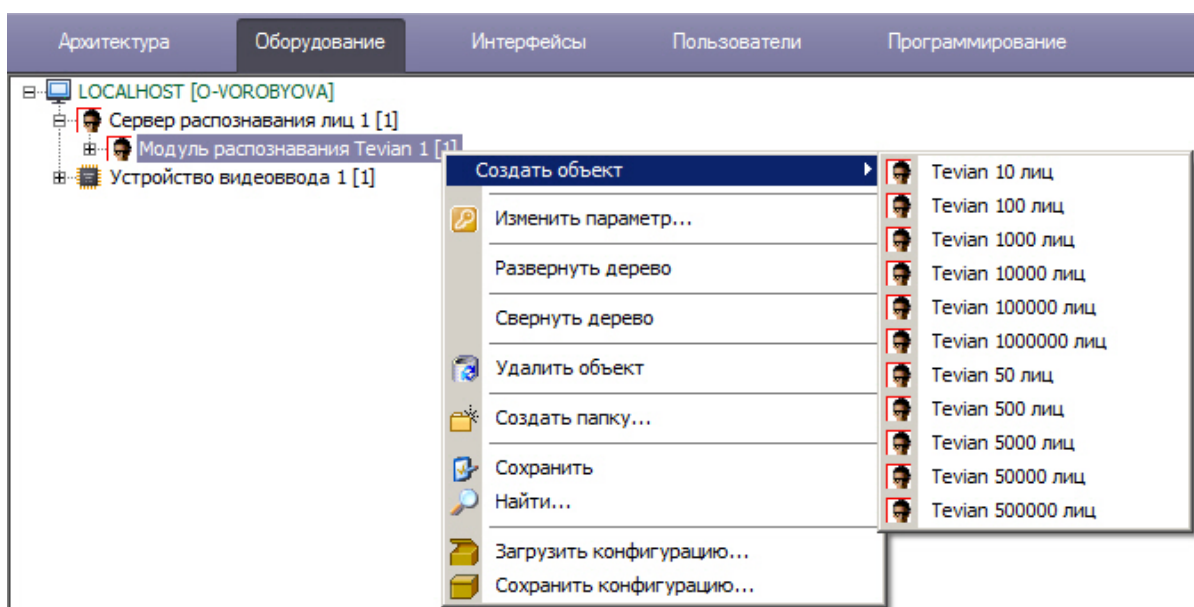 Архитектура Оборудование Интерфейсы Пользователи Программирование
LOCALHOST [O-VOROBYOVA]
Сервер распознавания лиц 1 [1]
Модуль распознавания Tevian 1 [1]
Устройство видеоввода 1 [1]
Создать объект
Изменить параметр...
Развернуть дерево
Свернуть дерево
Удалить объект
Создать папку...
Сохранить
Найти...
Загрузить конфигурацию...
Сохранить конфигурацию...
Tevian 10 лиц
Tevian 100 лиц
Tevian 1000 лиц
Tevian 10000 лиц
Tevian 100000 лиц
Tevian 1000000 лиц
Tevian 50 лиц
Tevian 500 лиц
Tevian 5000 лиц
Tevian 50000 лиц
Tevian 500000 лиц